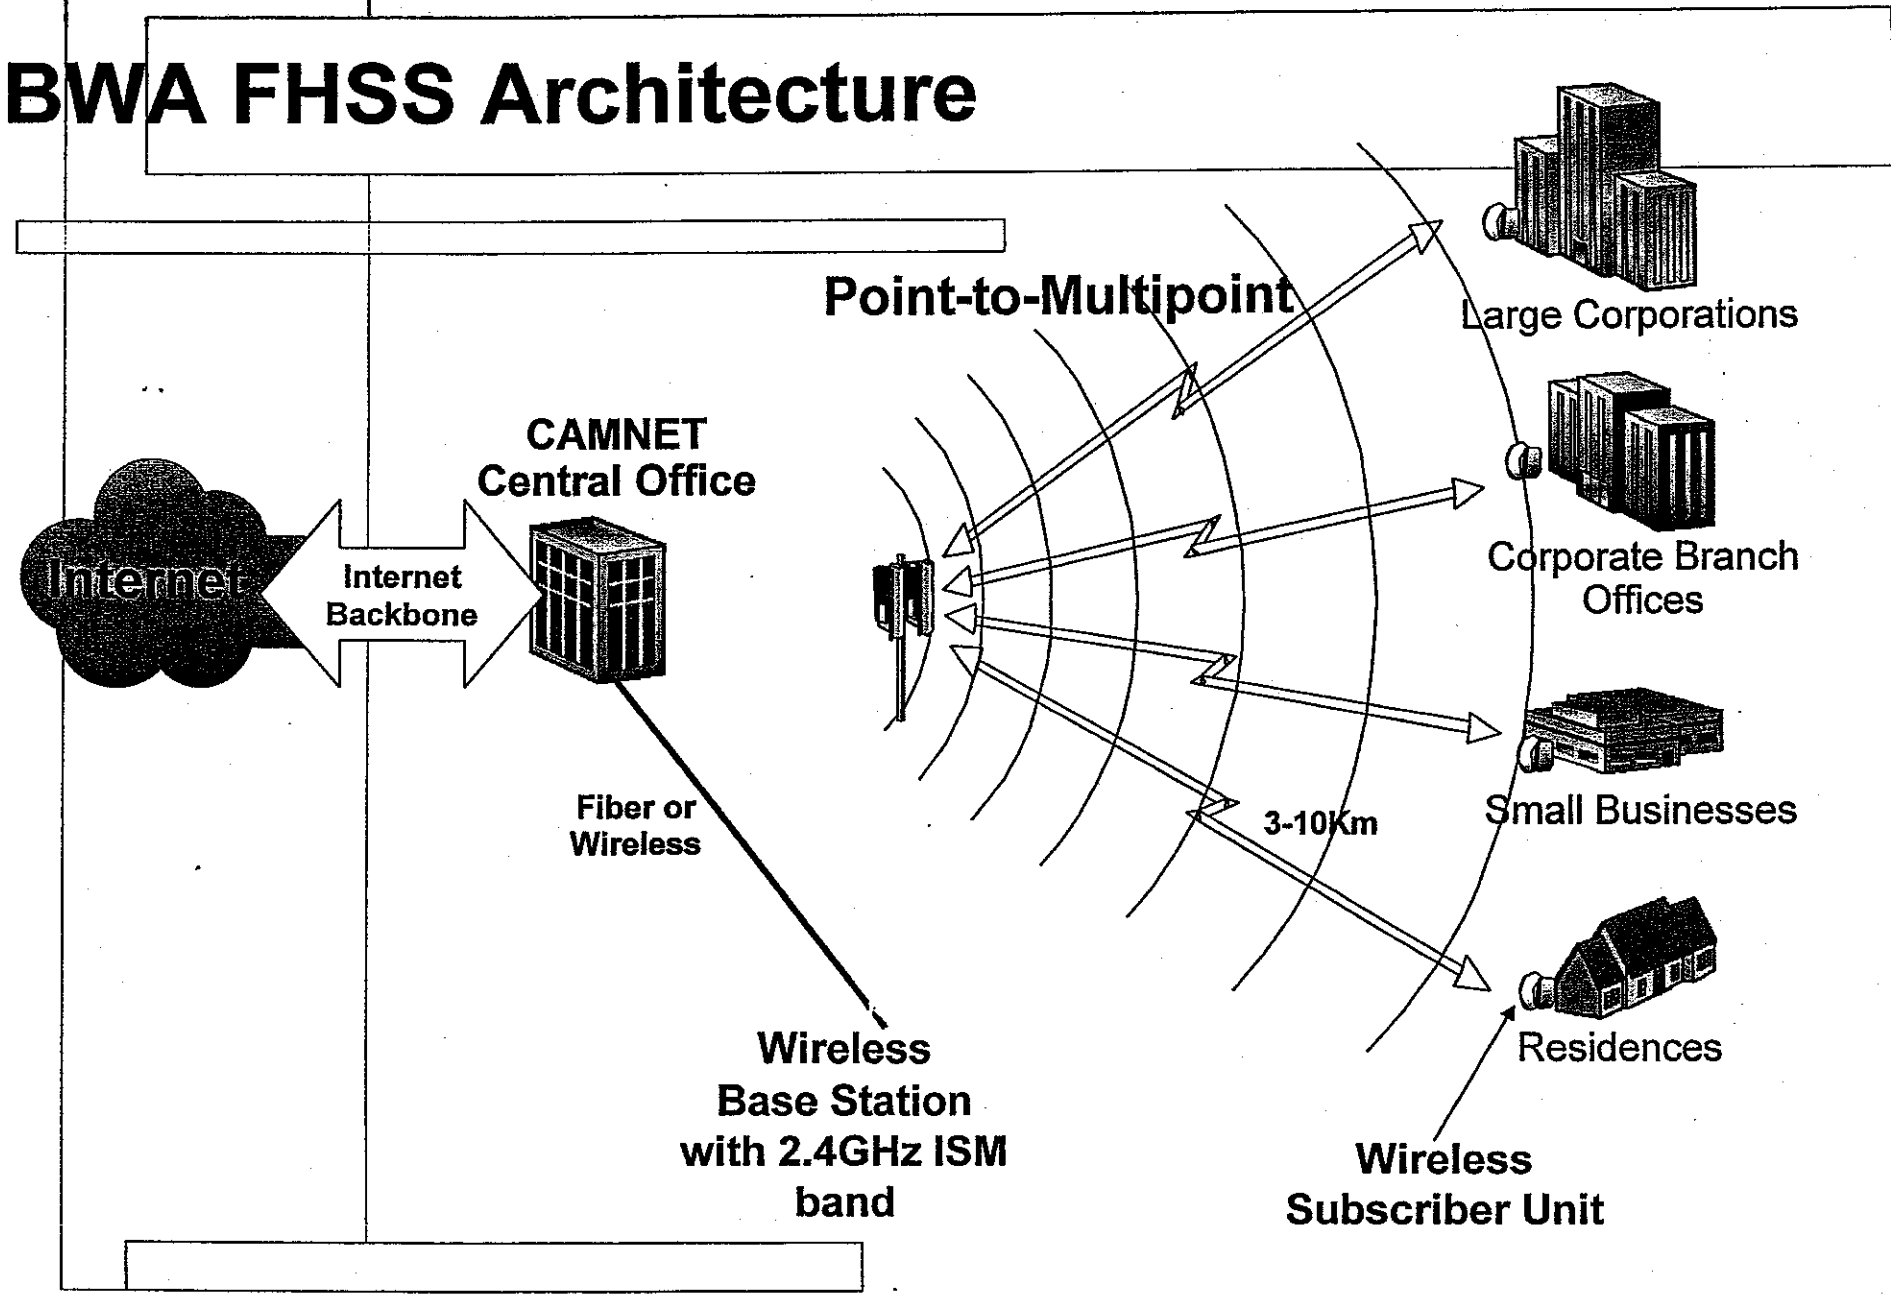 BWA FHSS Architecture
Point-to-Multipoint
Large Corporations
CAMNET
Central Office
Internet
Internet
Backbone
Corporate Branch
Offices
Fiber or
Wireless
3-10Km
Small Businesses
Residences
Wireless
Base Station
with 2.4GHz ISM
band
Wireless
Subscriber Unit